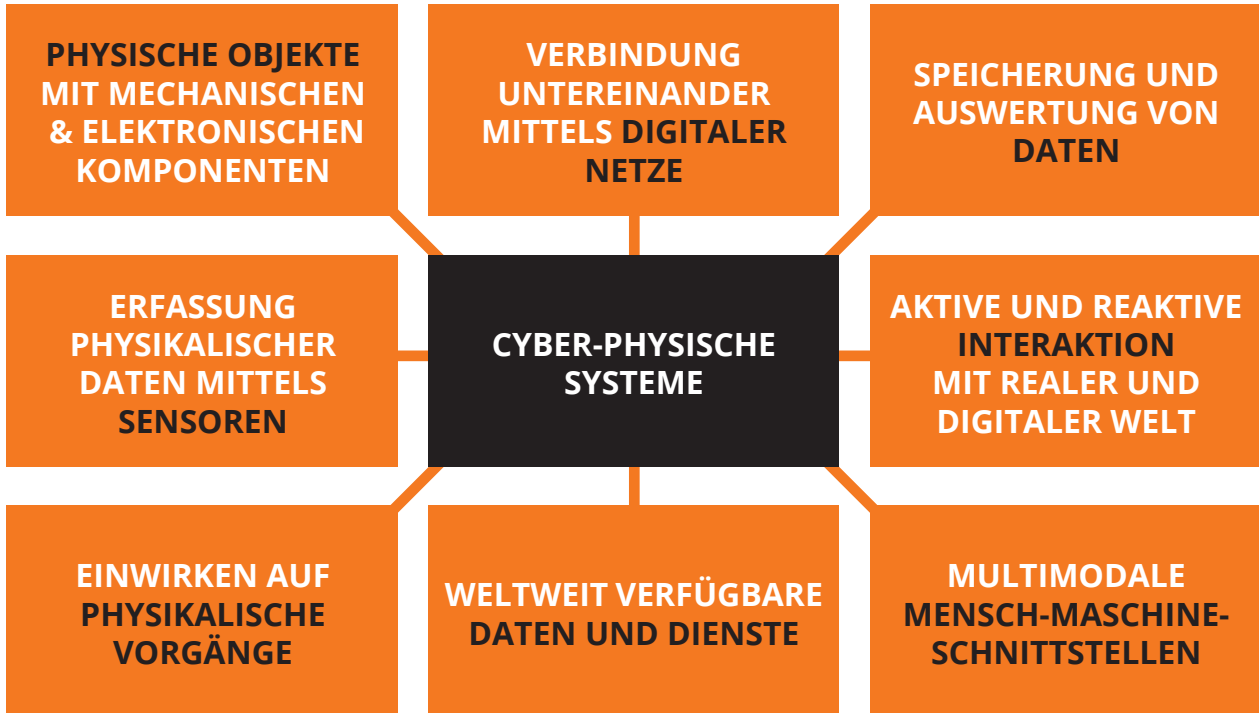 PHYSISCHE OBJEKTE
MIT MECHANISCHEN
& ELEKTRONISCHEN
KOMPONENTEN
VERBINDUNG
UNTEREINANDER
MITTELS DIGITALER
NETZE
SPEICHERUNG UND
AUSWERTUNG VON
DATEN
ERFASSUNG
PHYSIKALISCHER
DATEN MITTELS
SENSOREN
CYBER-PHYSISCHE
SYSTEME
AKTIVE UND REAKTIVE
INTERAKTION
MIT REALER UND
DIGITALER WELT
EINWIRKEN AUF
PHYSIKALISCHE
VORGÄNGE
WELTWEIT VERFÜGBARE
DATEN UND DIENSTE
MULTIMODALE
MENSCH-MASCHINE-
SCHNITTSTELLEN